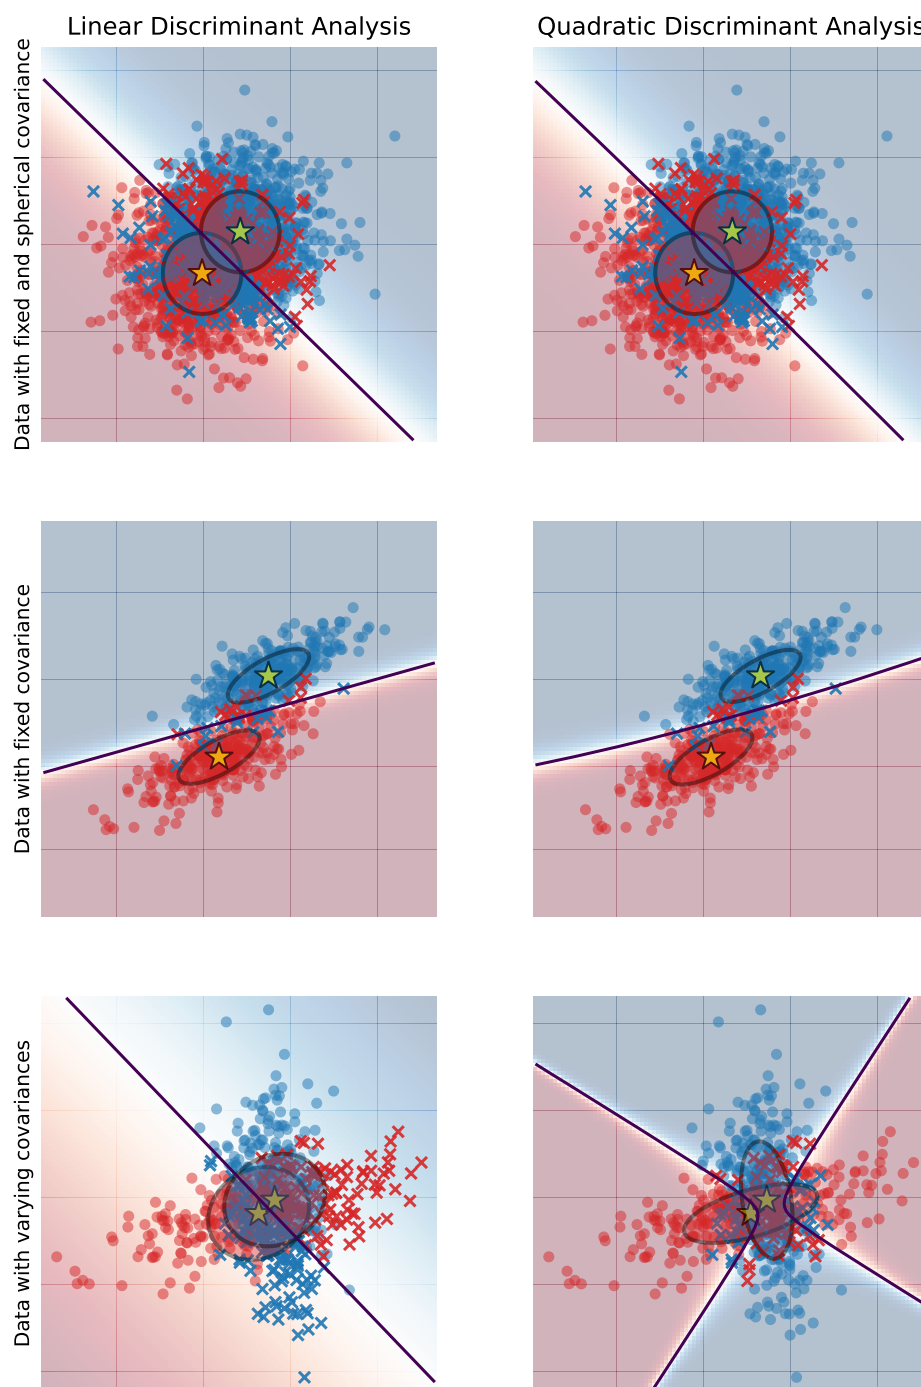 Linear Discriminant Analysis
Quadratic Discriminant Analysis
Data with fixed and spherical covariance
Data with fixed covariance
Data with varying covariances